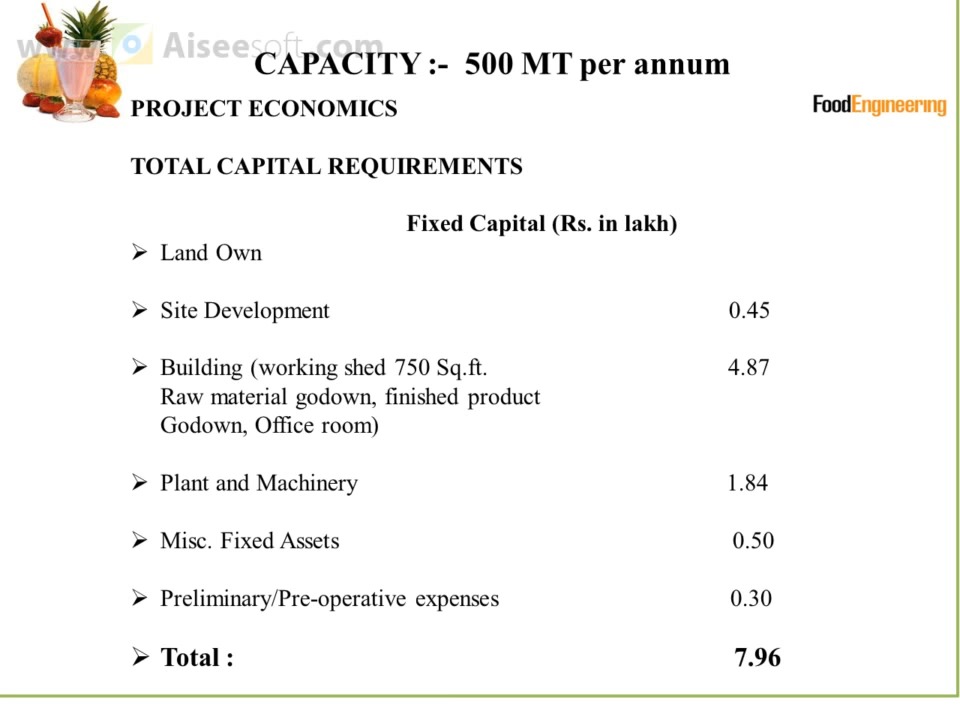 www.Aiseesoft.com
CAPACITY :- 500 MT per annum
PROJECT ECONOMICS
FoodEngineering
TOTAL CAPITAL REQUIREMENTS
Fixed Capital (Rs. in lakh)
➢ Land Own
➢ Site Development 0.45
➢ Building (working shed 750 Sq.ft. 4.87
Raw material godown, finished product
Godown, Office room)
➢ Plant and Machinery 1.84
➢ Misc. Fixed Assets 0.50
➢ Preliminary/Pre-operative expenses 0.30
➢ Total : 7.96